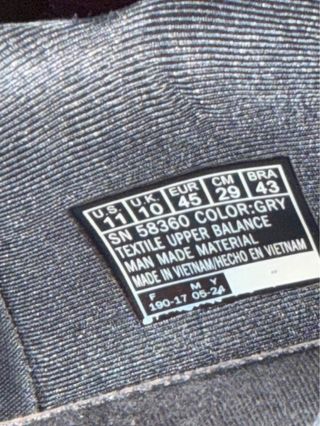 U.S. U.K. EUR CM BRA
11 10 45 29 43
SN 58360 COLOR:GRY
TEXTILE UPPER BALANCE
MAN MADE MATERIAL
MADE IN VIETNAM/HECHO EN VIETNAM
F M Y
190-17 05-24